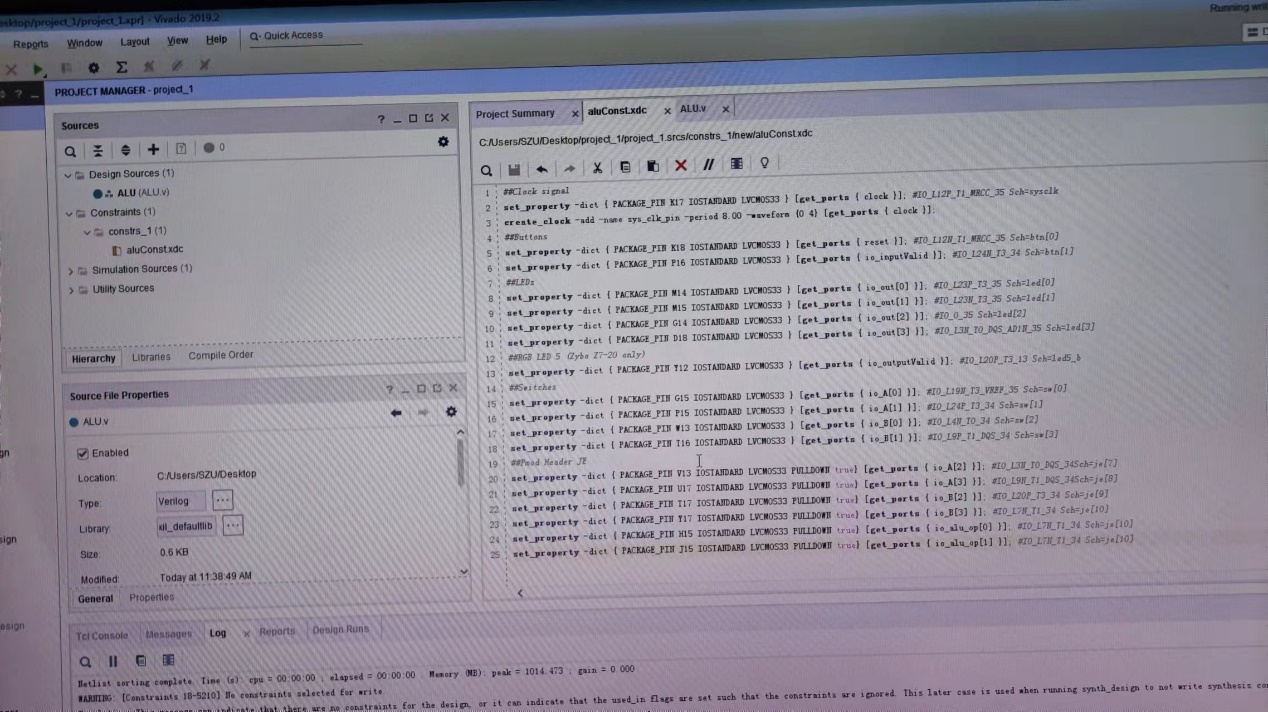 esktop/project_1/project_1.xpr] - Vivado 2019.2
Reports Window Layout View Help Quick Access
PROJECT MANAGER - project_1
Sources
0
Design Sources (1)
ALU (ALU.v)
Constraints (1)
constrs_1 (1)
aluConst.xdc
Simulation Sources (1)
Utility Sources
Hierarchy Libraries Compile Order
Source File Properties
ALU.v
Enabled
Location: C:/Users/SZU/Desktop
Type: Verilog
Library: xil_defaultlib
Size: 0.6 KB
Modified: Today at 11:38:49 AM
General Properties
Project Summary aluConst.xdc ALU.v
C:/Users/SZU/Desktop/project_1/project_1.srcs/constrs_1/new/aluConst.xdc
1 ##Clock signal
2 set_property -dict { PACKAGE_PIN K17 IOSTANDARD LVCMOS33 } [get_ports { clock }]; #IO_L12P_T1_MRCC_35 Sch=sysclk
3 create_clock -add -name sys_clk_pin -period 8.00 -waveform {0 4} [get_ports { clock }];
4 ##Buttons
5 set_property -dict { PACKAGE_PIN K18 IOSTANDARD LVCMOS33 } [get_ports { reset }]; #IO_L12N_T1_MRCC_35 Sch=btn[0]
6 set_property -dict { PACKAGE_PIN P16 IOSTANDARD LVCMOS33 } [get_ports { io_inputValid }]; #IO_L24N_T3_34 Sch=btn[1]
7 ##LEDs
8 set_property -dict { PACKAGE_PIN M14 IOSTANDARD LVCMOS33 } [get_ports { io_out[0] }]; #IO_L23P_T3_35 Sch=led[0]
9 set_property -dict { PACKAGE_PIN M15 IOSTANDARD LVCMOS33 } [get_ports { io_out[1] }]; #IO_L23N_T3_35 Sch=led[1]
10 set_property -dict { PACKAGE_PIN G14 IOSTANDARD LVCMOS33 } [get_ports { io_out[2] }]; #IO_0_35 Sch=led[2]
11 set_property -dict { PACKAGE_PIN D18 IOSTANDARD LVCMOS33 } [get_ports { io_out[3] }]; #IO_L3N_T0_DQS_AD1N_35 Sch=led[3]
12 ##RGB LED 5 (Zybo Z7-20 only)
13 set_property -dict { PACKAGE_PIN Y12 IOSTANDARD LVCMOS33 } [get_ports { io_outputValid }]; #IO_L20P_T3_13 Sch=led5_b
14 ##Switches
15 set_property -dict { PACKAGE_PIN G15 IOSTANDARD LVCMOS33 } [get_ports { io_A[0] }]; #IO_L19N_T3_VREF_35 Sch=sw[0]
16 set_property -dict { PACKAGE_PIN P15 IOSTANDARD LVCMOS33 } [get_ports { io_A[1] }]; #IO_L24P_T3_34 Sch=sw[1]
17 set_property -dict { PACKAGE_PIN W13 IOSTANDARD LVCMOS33 } [get_ports { io_B[0] }]; #IO_L4N_T0_34 Sch=sw[2]
18 set_property -dict { PACKAGE_PIN T16 IOSTANDARD LVCMOS33 } [get_ports { io_B[1] }]; #IO_L9P_T1_DQS_34 Sch=sw[3]
19 ##Pmod Header JE
20 set_property -dict { PACKAGE_PIN V13 IOSTANDARD LVCMOS33 PULLDOWN true} [get_ports { io_A[2] }]; #IO_L3N_T0_DQS_34Sch=je[7]
21 set_property -dict { PACKAGE_PIN U17 IOSTANDARD LVCMOS33 PULLDOWN true} [get_ports { io_A[3] }]; #IO_L9N_T1_DQS_34Sch=je[8]
22 set_property -dict { PACKAGE_PIN T17 IOSTANDARD LVCMOS33 PULLDOWN true} [get_ports { io_B[2] }]; #IO_L20P_T3_34 Sch=je[9]
23 set_property -dict { PACKAGE_PIN Y17 IOSTANDARD LVCMOS33 PULLDOWN true} [get_ports { io_B[3] }]; #IO_L7N_T1_34 Sch=je[10]
24 set_property -dict { PACKAGE_PIN H15 IOSTANDARD LVCMOS33 PULLDOWN true} [get_ports { io_alu_op[0] }]; #IO_L7N_T1_34 Sch=je[10]
25 set_property -dict { PACKAGE_PIN J15 IOSTANDARD LVCMOS33 PULLDOWN true} [get_ports { io_alu_op[1] }]; #IO_L7N_T1_34 Sch=je[10]
Tcl Console Messages Log Reports Design Runs
Netlist sorting complete. Time (s): cpu = 00:00:00 ; elapsed = 00:00:00 . Memory (MB): peak = 1014.473 ; gain = 0.000
WARNING: [Constraints 18-5210] No constraints selected for write.
that there are no constraints for the design, or it can indicate that the used_in flags are set such that the constraints are ignored. This later case is used when running synth_design to not write synthesis